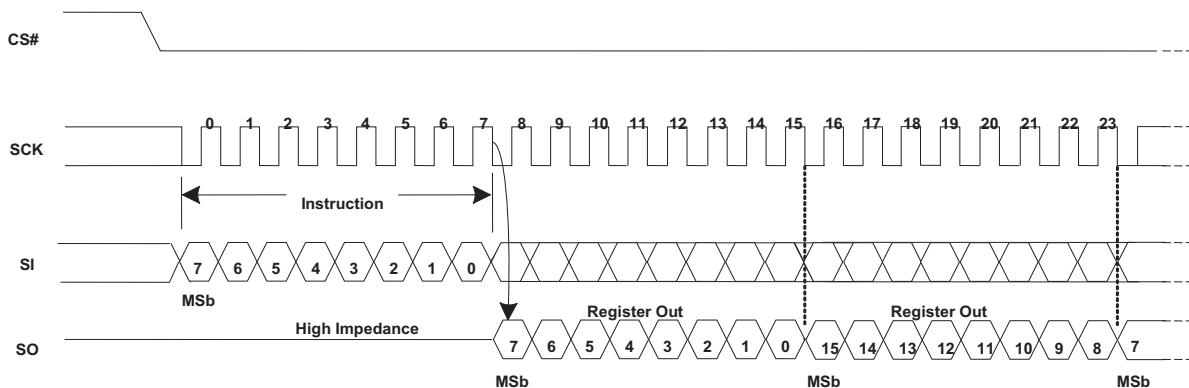 CS#
0 1 2 3 4 5 6 7 8 9 10 11 12 13 14 15 16 17 18 19 20 21 22 23
SCK
Instruction
SI
7 6 5 4 3 2 1 0
MSb
High Impedance
Register Out
Register Out
SO
7 6 5 4 3 2 1 0 15 14 13 12 11 10 9 8 7
MSb
MSb
MSb